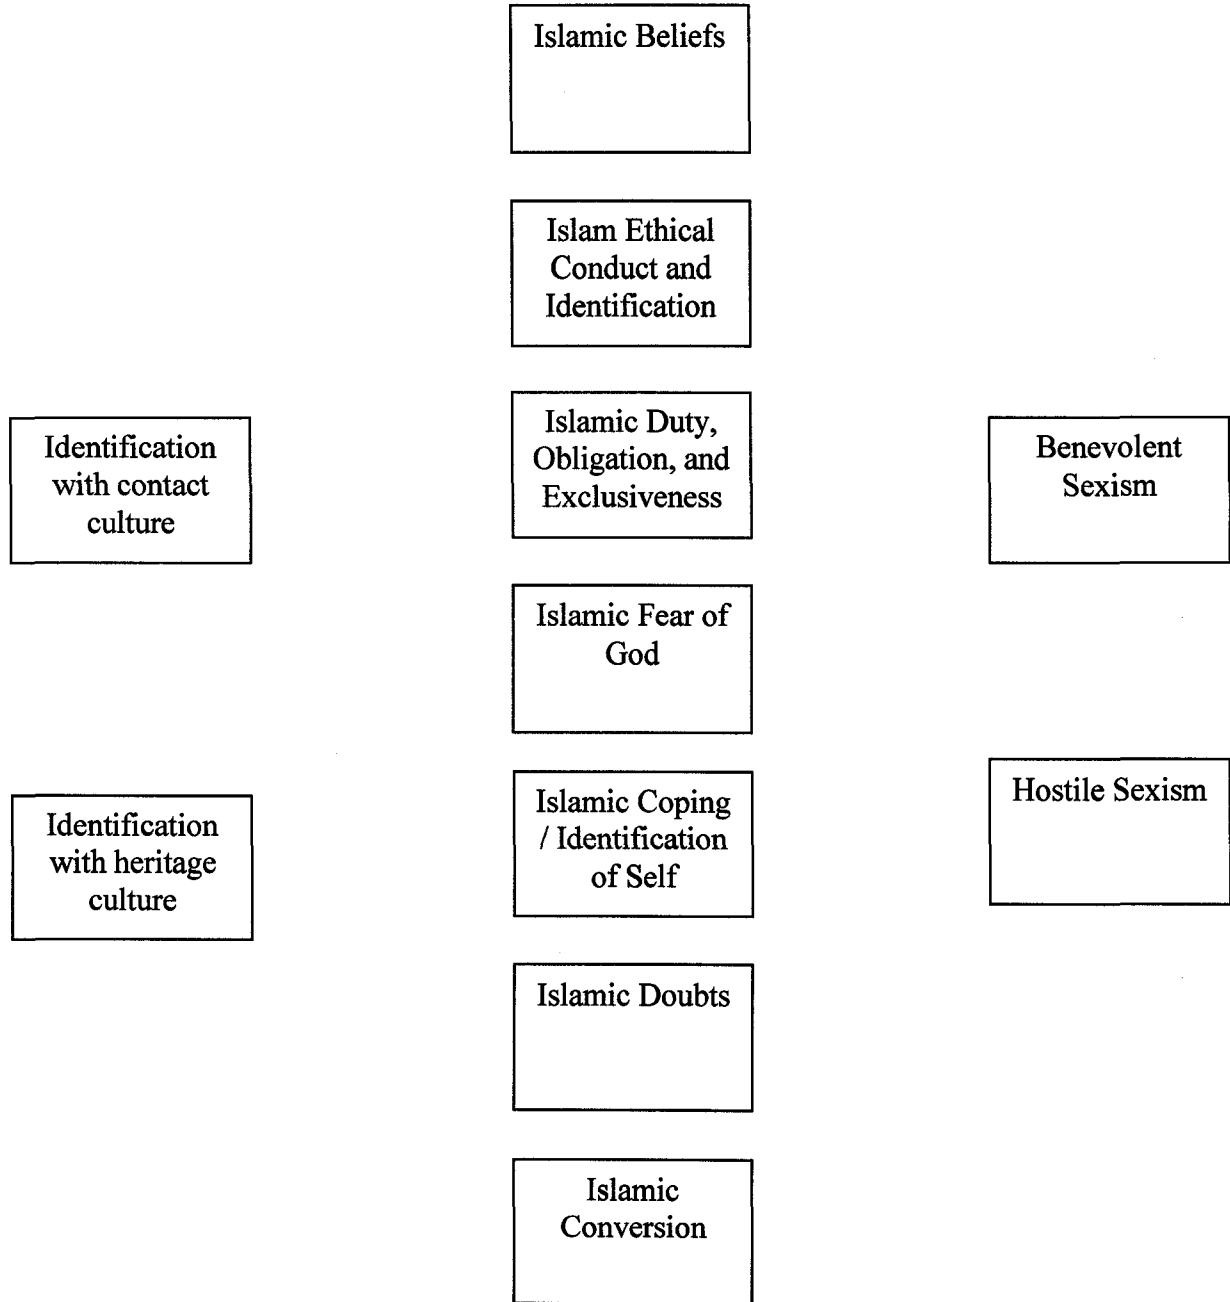 Islamic Beliefs
Islam Ethical
Conduct and
Identification
Identification
with contact
culture
Islamic Duty,
Obligation, and
Exclusiveness
Benevolent
Sexism
Islamic Fear of
God
Identification
with heritage
culture
Islamic Coping
/ Identification
of Self
Hostile Sexism
Islamic Doubts
Islamic
Conversion